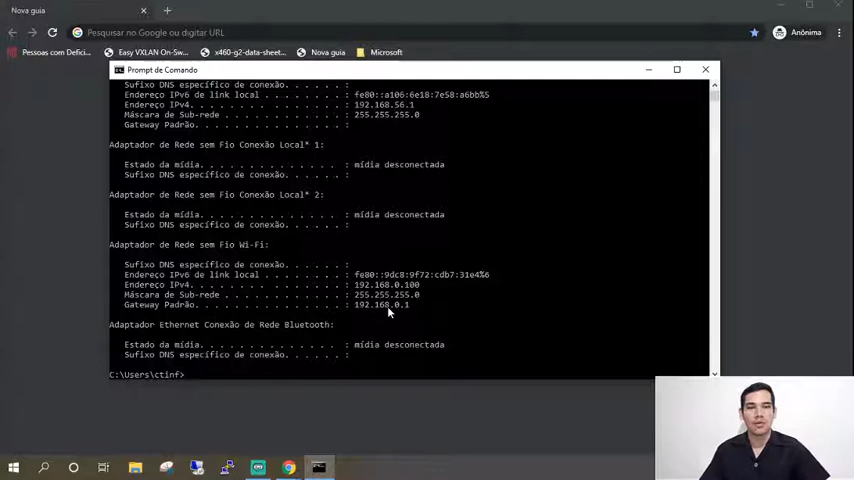 Nova guia
Pesquisar no Google ou digitar URL
Anônima
Pessoas com Defici...
Easy VXLAN On-Sw...
x460-g2-data-sheet...
Nova guia
Microsoft
Prompt de Comando
Sufixo DNS específico de conexão. . . . . . :
Endereço IPv6 de link local . . . . . . . . : fe80::a106:6e18:7e58:a6bb%5
Endereço IPv4. . . . . . . .  . . . . . . . : 192.168.56.1
Máscara de Sub-rede . . . . . . . . . . . . : 255.255.255.0
Gateway Padrão. . . . . . . . . . . . . . . :
Adaptador de Rede sem Fio Conexão Local* 1:
Estado da mídia. . . . . . . . . . . . . .  : mídia desconectada
Sufixo DNS específico de conexão. . . . . . :
Adaptador de Rede sem Fio Conexão Local* 2:
Estado da mídia. . . . . . . . . . . . . .  : mídia desconectada
Sufixo DNS específico de conexão. . . . . . :
Adaptador de Rede sem Fio Wi-Fi:
Sufixo DNS específico de conexão. . . . . . :
Endereço IPv6 de link local . . . . . . . . : fe80::9dc8:9f72:cdb7:31e4%6
Endereço IPv4. . . . . . . .  . . . . . . . : 192.168.0.100
Máscara de Sub-rede . . . . . . . . . . . . : 255.255.255.0
Gateway Padrão. . . . . . . . . . . . . . . : 192.168.0.1
Adaptador Ethernet Conexão de Rede Bluetooth:
Estado da mídia. . . . . . . . . . . . . .  : mídia desconectada
Sufixo DNS específico de conexão. . . . . . :
C:\Users\ctinf>